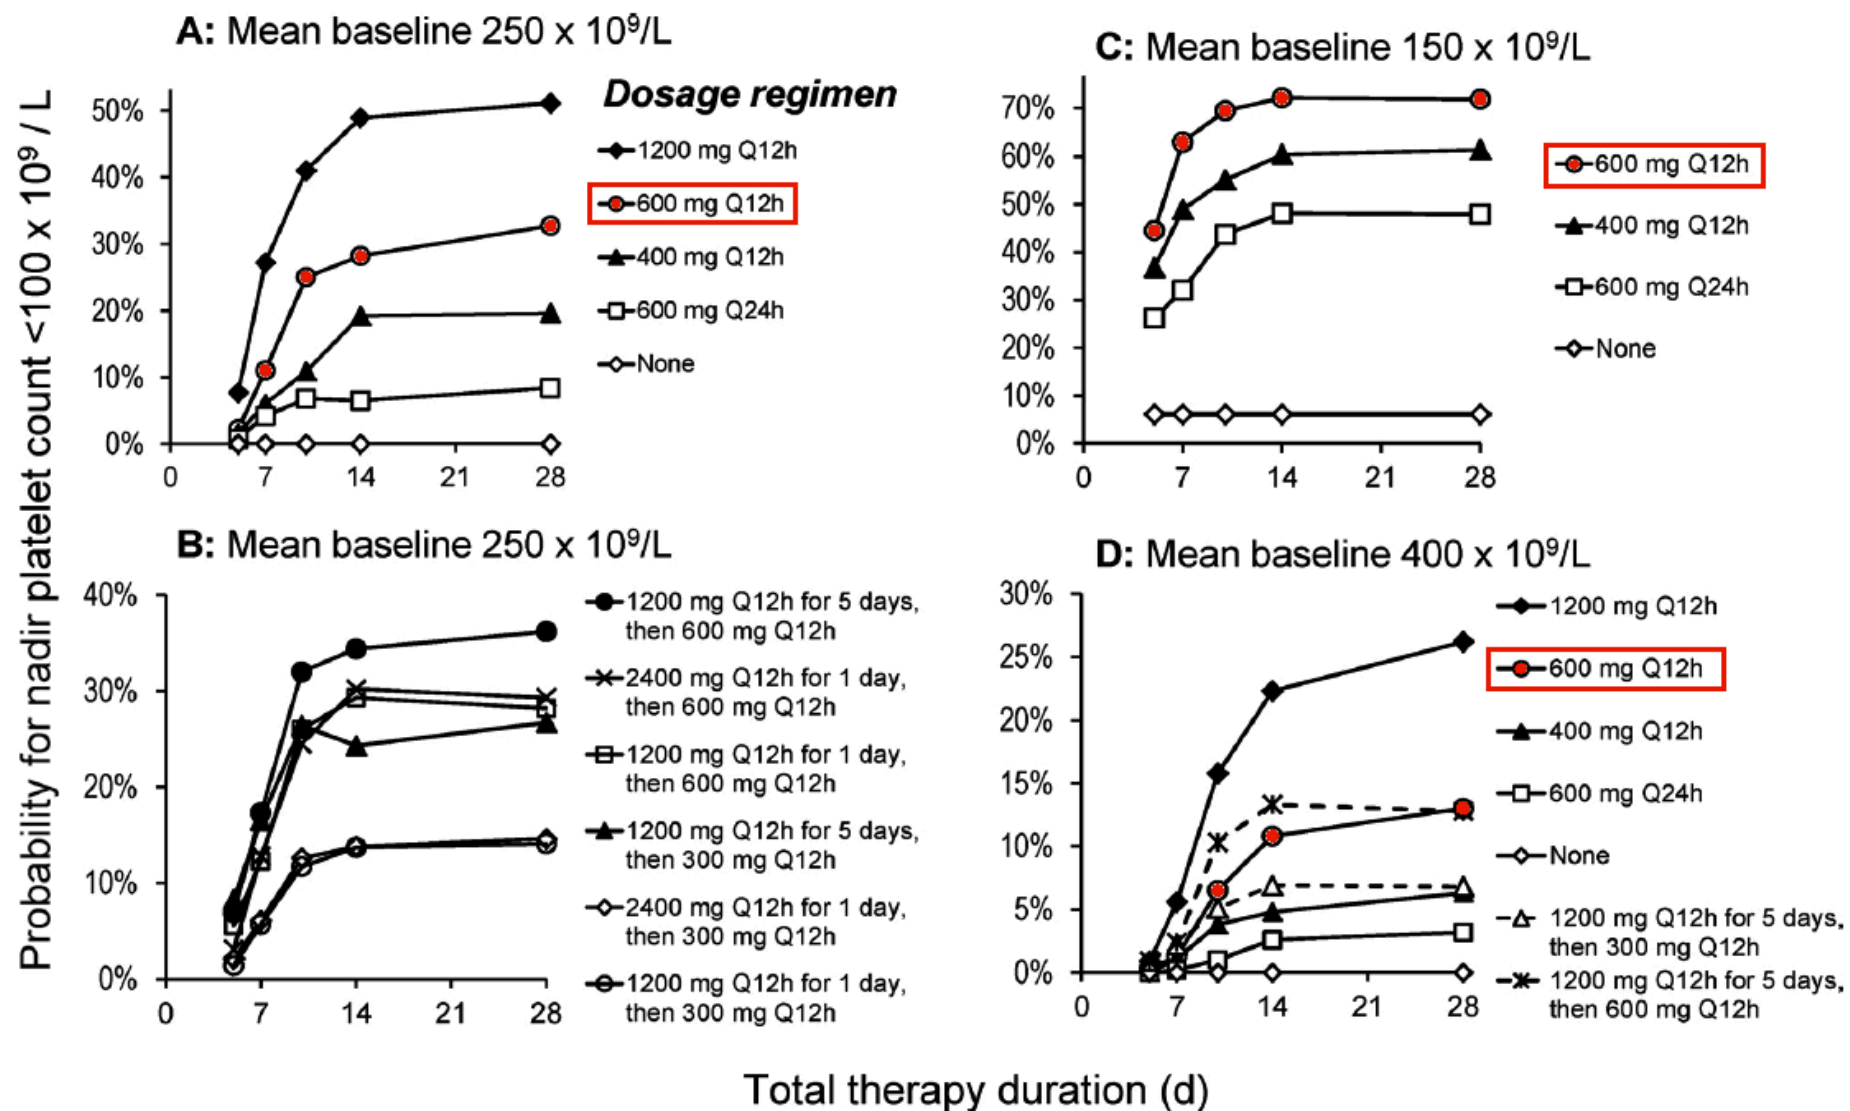 Probability for nadir platelet count <100 x 10⁹ / L
A: Mean baseline 250 x 10⁹/L
50%
40%
30%
20%
10%
0%
0 7 14 21 28
Dosage regimen
1200 mg Q12h
600 mg Q12h
400 mg Q12h
600 mg Q24h
None
C: Mean baseline 150 x 10⁹/L
70%
60%
50%
40%
30%
20%
10%
0%
0 7 14 21 28
600 mg Q12h
400 mg Q12h
600 mg Q24h
None
B: Mean baseline 250 x 10⁹/L
40%
30%
20%
10%
0%
0 7 14 21 28
1200 mg Q12h for 5 days,
then 600 mg Q12h
2400 mg Q12h for 1 day,
then 600 mg Q12h
1200 mg Q12h for 1 day,
then 600 mg Q12h
1200 mg Q12h for 5 days,
then 300 mg Q12h
2400 mg Q12h for 1 day,
then 300 mg Q12h
1200 mg Q12h for 1 day,
then 300 mg Q12h
D: Mean baseline 400 x 10⁹/L
30%
25%
20%
15%
10%
5%
0%
0 7 14 21 28
1200 mg Q12h
600 mg Q12h
400 mg Q12h
600 mg Q24h
None
1200 mg Q12h for 5 days,
then 300 mg Q12h
1200 mg Q12h for 5 days,
then 600 mg Q12h
Total therapy duration (d)